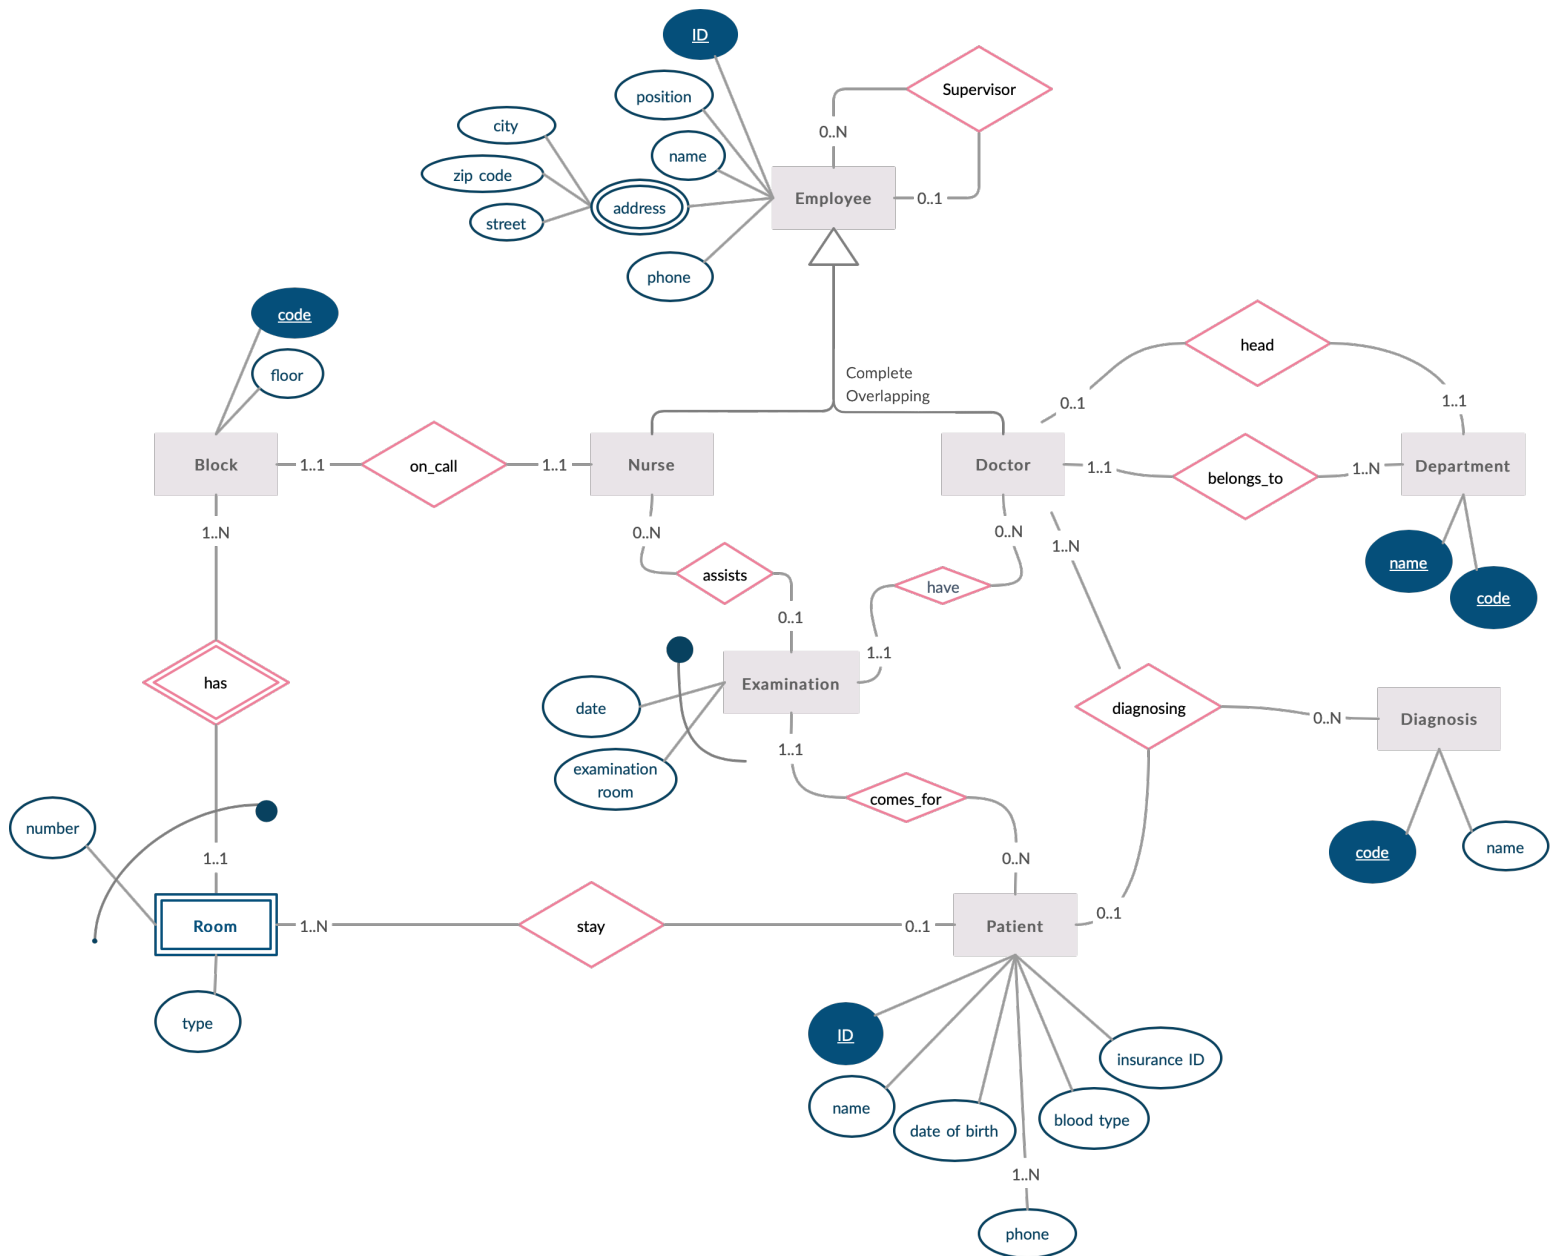 ID
Supervisor
position
city
0..N
name
zip code
Employee
0..1
address
street
phone
code
head
floor
Complete
Overlapping
0..1
1..1
Block
1..1
on_call
1..1
Nurse
Doctor
1..1
belongs_to
1..N
Department
1..N
0..N
0..N
1..N
assists
have
name
code
0..1
1..1
has
Examination
date
diagnosing
0..N
Diagnosis
1..1
examination
room
comes_for
number
1..1
0..N
code
name
Room
1..N
stay
0..1
Patient
0..1
type
ID
insurance ID
name
date of birth
blood type
1..N
phone